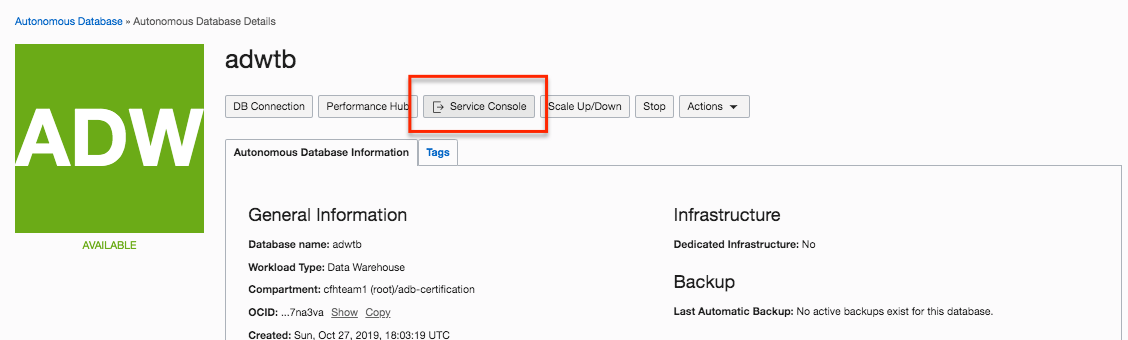 Autonomous Database » Autonomous Database Details
ADW
AVAILABLE
adwtb
DB Connection Performance Hub Service Console Scale Up/Down Stop Actions
Autonomous Database Information Tags
General Information
Database name: adwtb
Workload Type: Data Warehouse
Compartment: cfhteam1 (root)/adb-certification
OCID: ...7na3va Show Copy
Created: Sun, Oct 27, 2019, 18:03:19 UTC
Infrastructure
Dedicated Infrastructure: No
Backup
Last Automatic Backup: No active backups exist for this database.